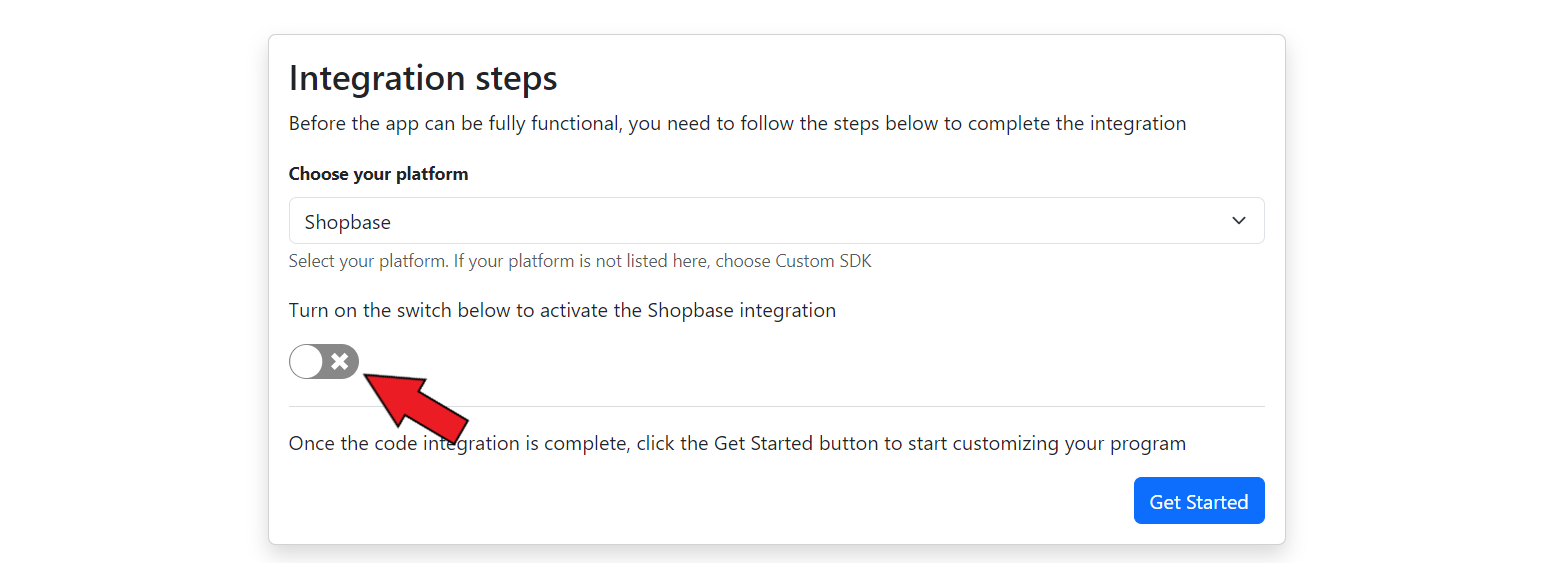 Integration steps
Before the app can be fully functional, you need to follow the steps below to complete the integration
Choose your platform
Shopbase
Select your platform. If your platform is not listed here, choose Custom SDK
Turn on the switch below to activate the Shopbase integration
Once the code integration is complete, click the Get Started button to start customizing your program
Get Started